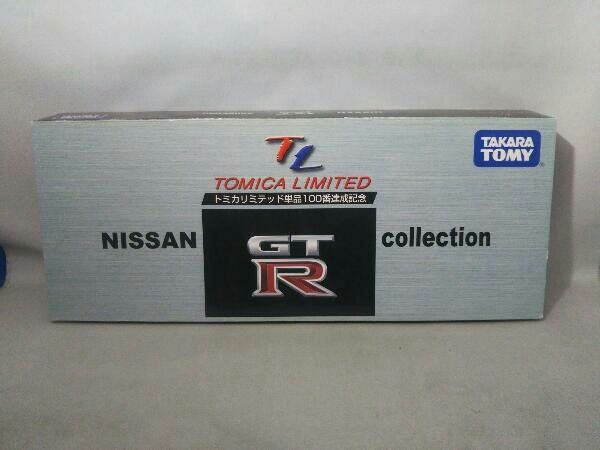 TL
TOMICA LIMITED
トミカリミテッド単品100番達成記念
TAKARA
TOMY
NISSAN
GT
R
collection